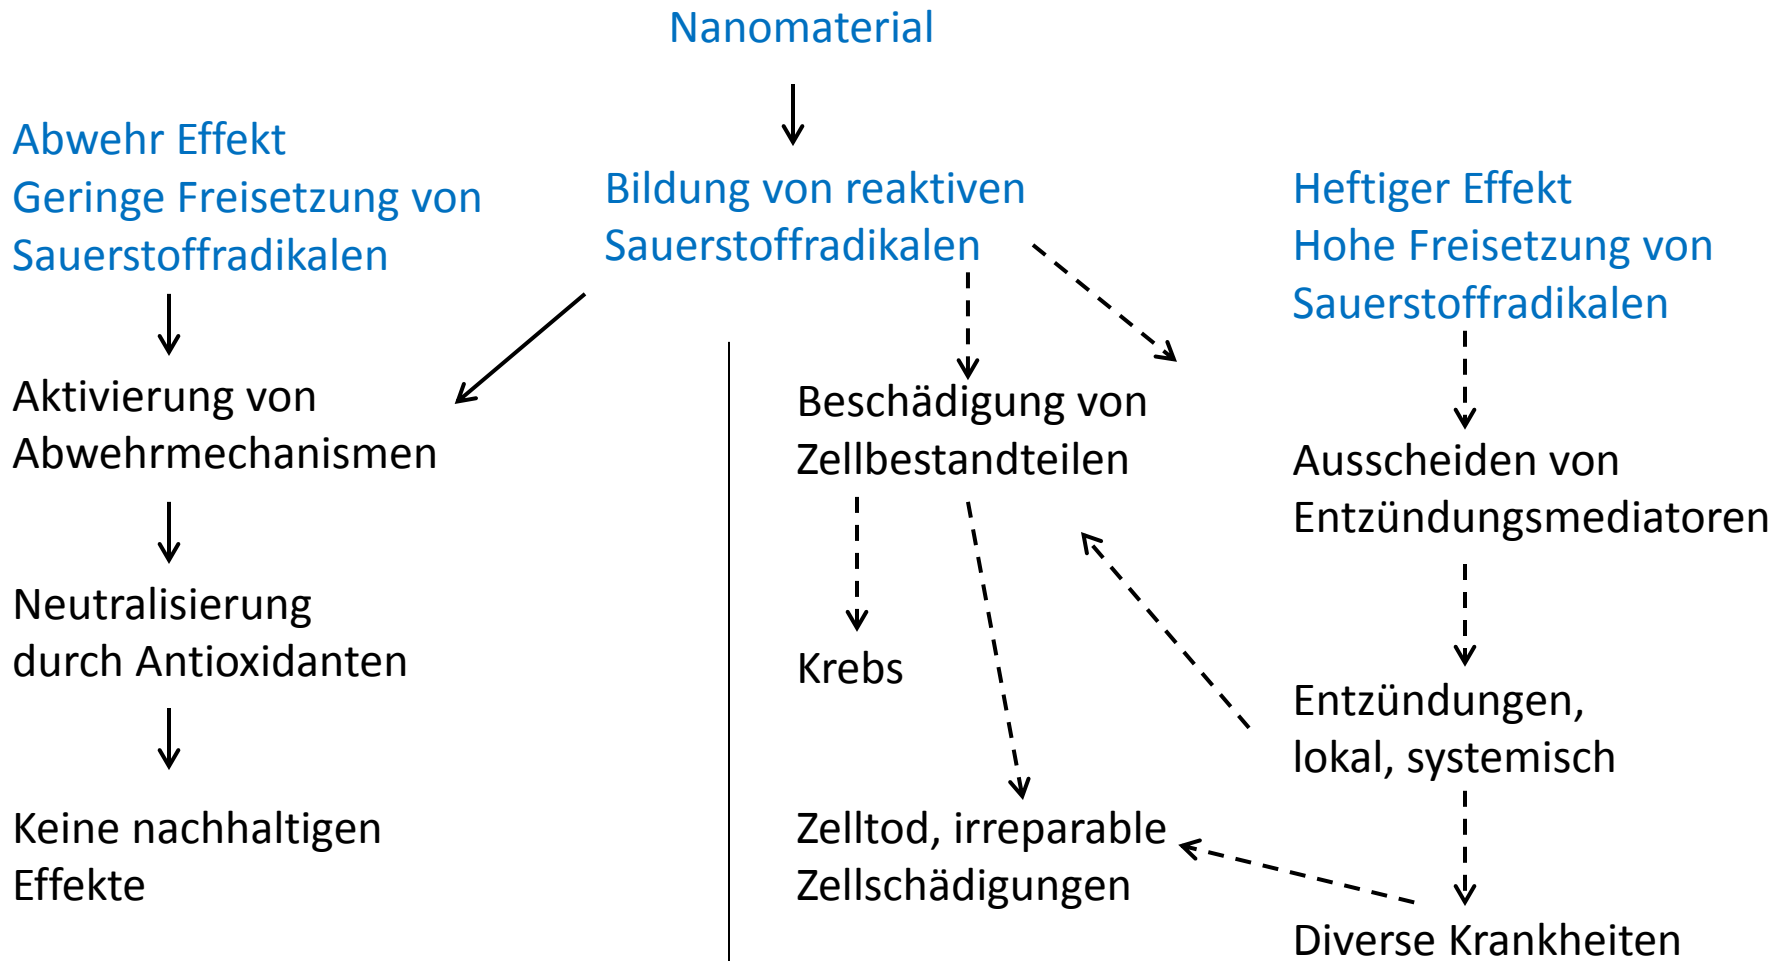 Nanomaterial
Abwehr Effekt
Geringe Freisetzung von
Sauerstoffradikalen
Bildung von reaktiven
Sauerstoffradikalen
Heftiger Effekt
Hohe Freisetzung von
Sauerstoffradikalen
Aktivierung von
Abwehrmechanismen
Neutralisierung
durch Antioxidanten
Keine nachhaltigen
Effekte
Beschädigung von
Zellbestandteilen
Krebs
Zelltod, irreparable
Zellschädigungen
Ausscheiden von
Entzündungsmediatoren
Entzündungen,
lokal, systemisch
Diverse Krankheiten